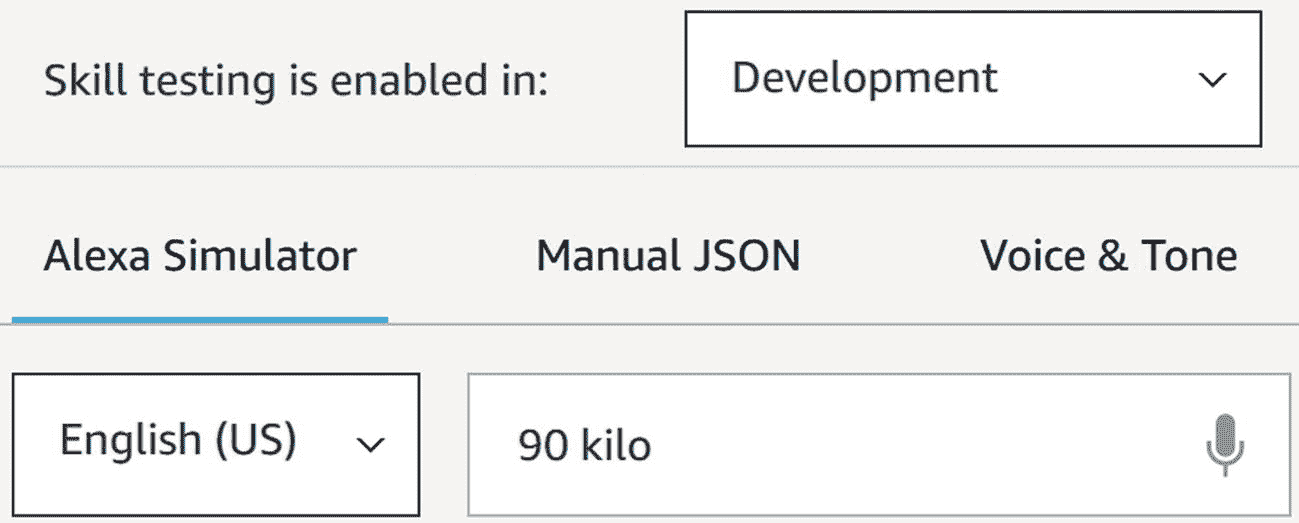 Skill testing is enabled in: Development
Alexa Simulator Manual JSON Voice & Tone
English (US) 90 kilo